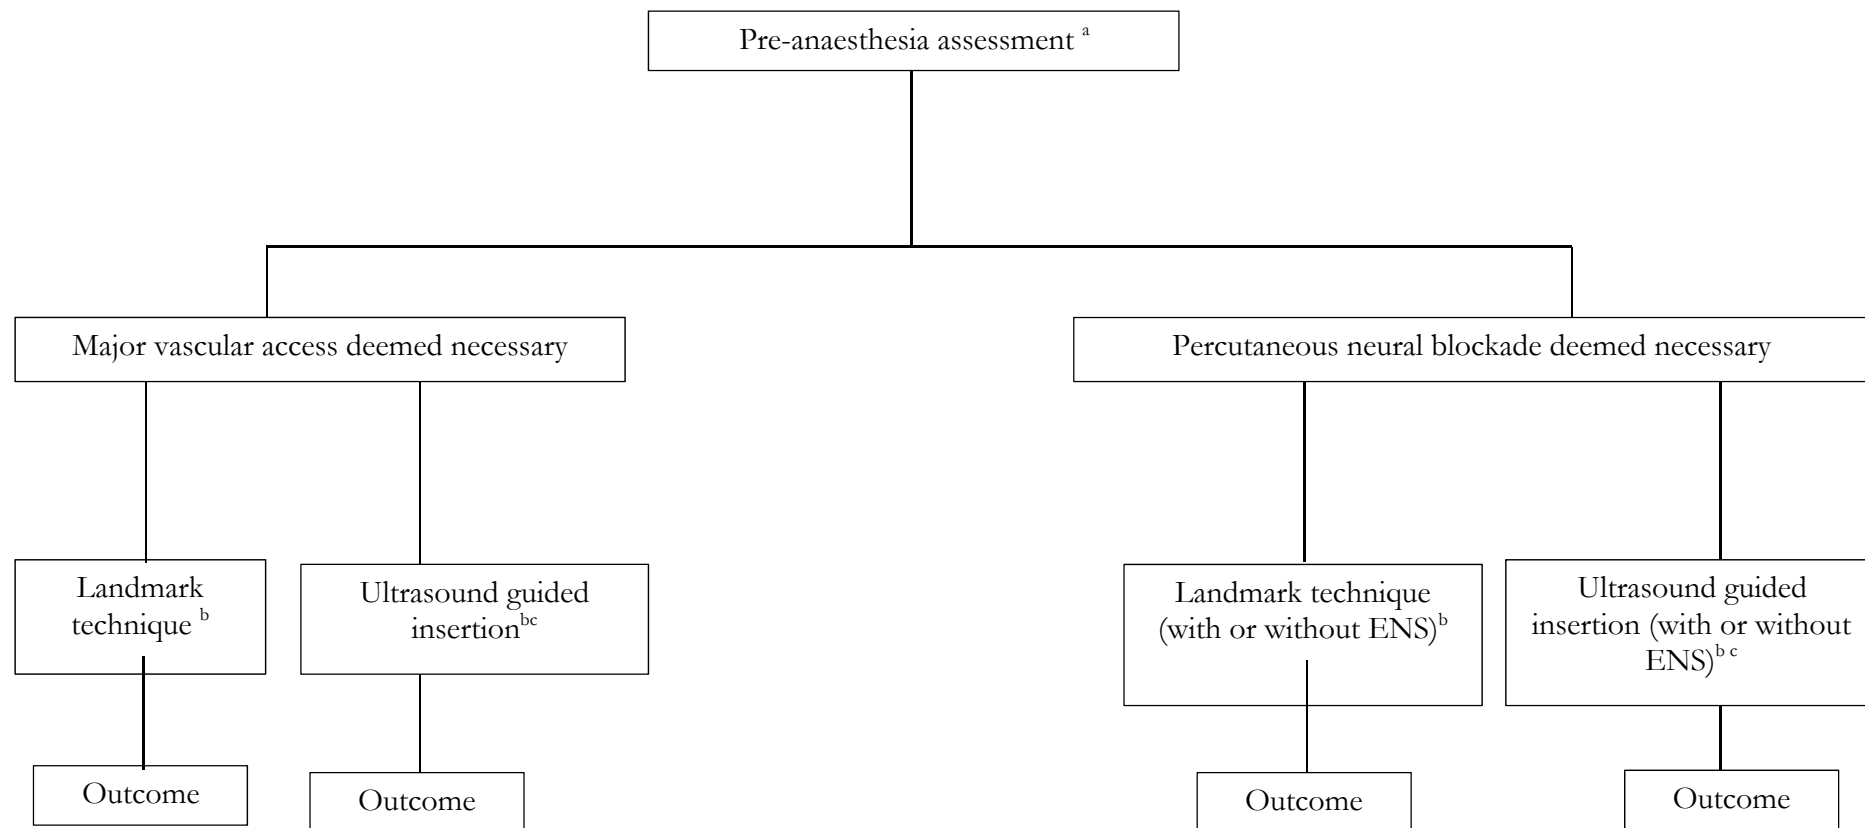 Pre-anaesthesia assessment a
Major vascular access deemed necessary
Percutaneous neural blockade deemed necessary
Landmark
technique b
Ultrasound guided
insertionbc
Landmark technique
(with or without ENS)b
Ultrasound guided
insertion (with or without
ENS)b c
Outcome
Outcome
Outcome
Outcome